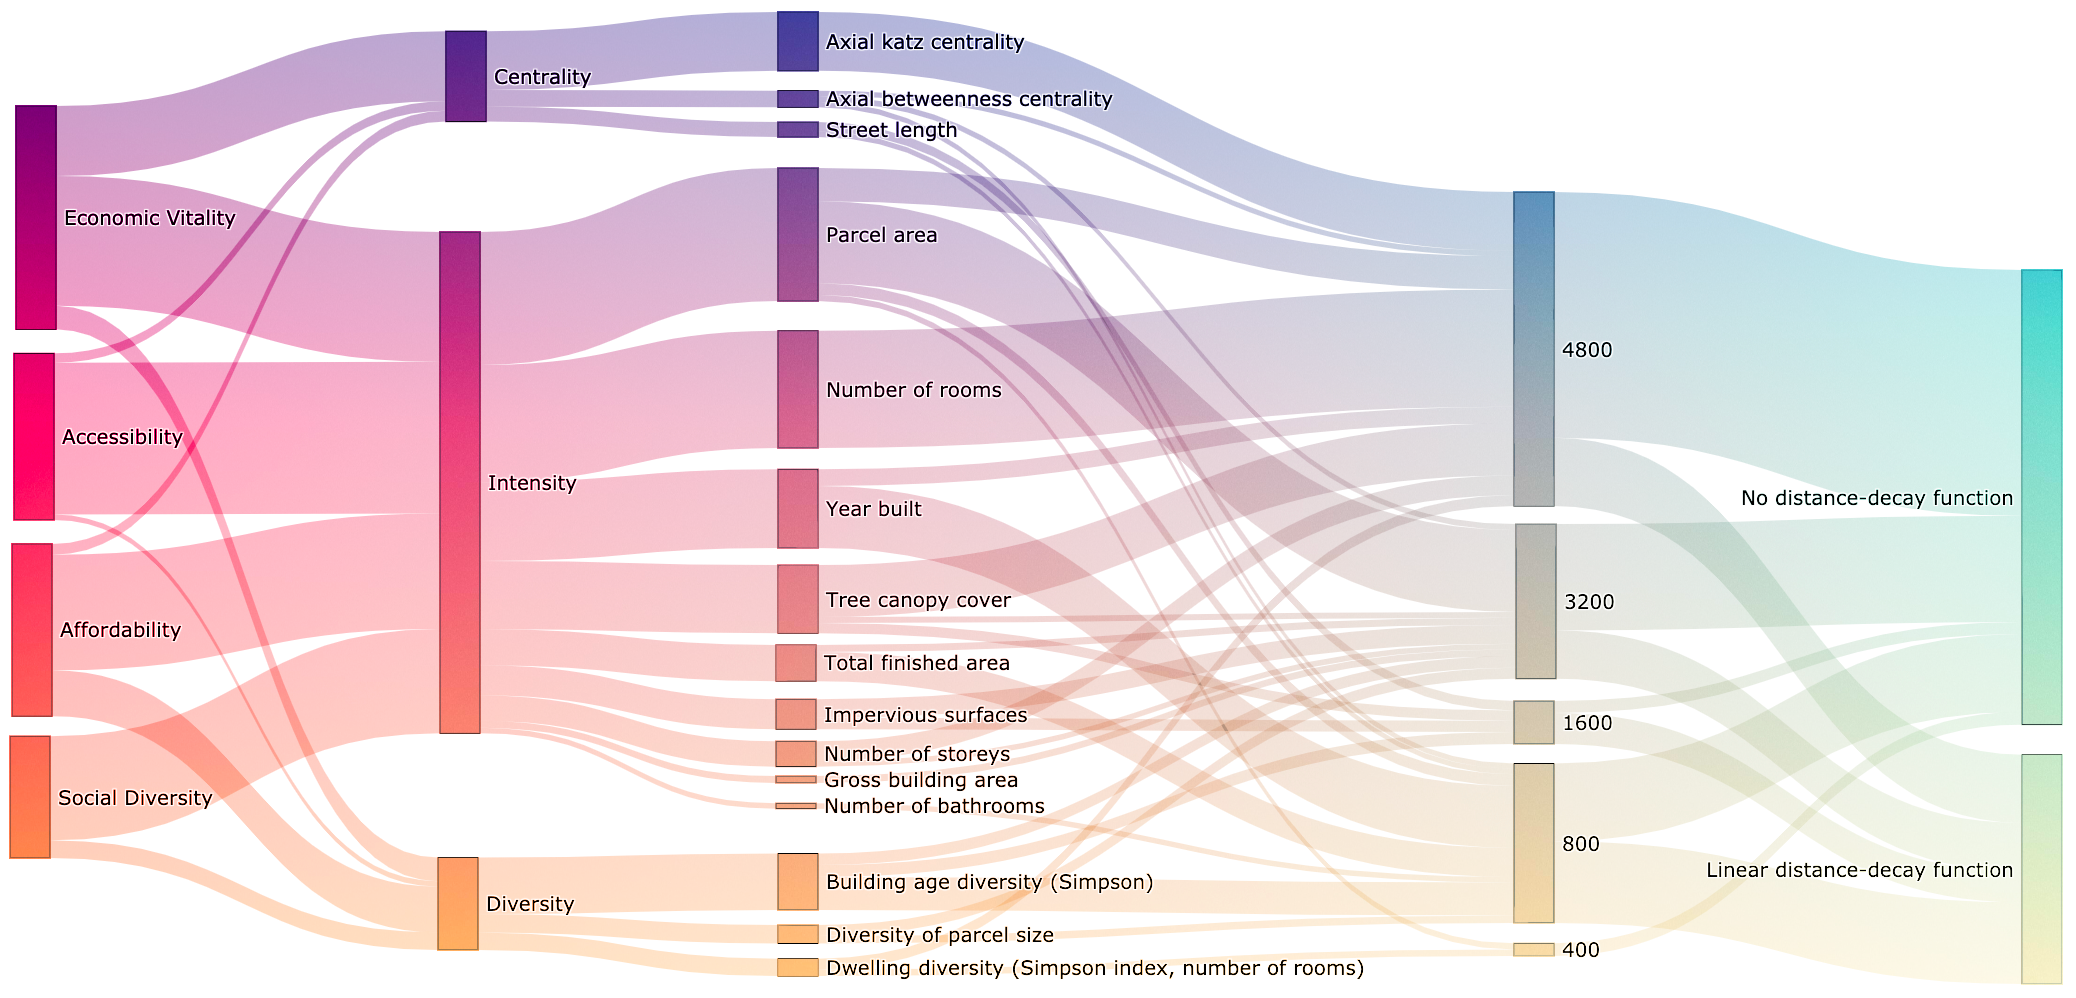 Economic Vitality
Accessibility
Affordability
Social Diversity
Centrality
Intensity
Diversity
Axial katz centrality
Axial betweenness centrality
Street length
Parcel area
Number of rooms
Year built
Tree canopy cover
Total finished area
Impervious surfaces
Number of storeys
Gross building area
Number of bathrooms
Building age diversity (Simpson)
Diversity of parcel size
Dwelling diversity (Simpson index, number of rooms)
4800
3200
1600
800
400
No distance-decay function
Linear distance-decay function